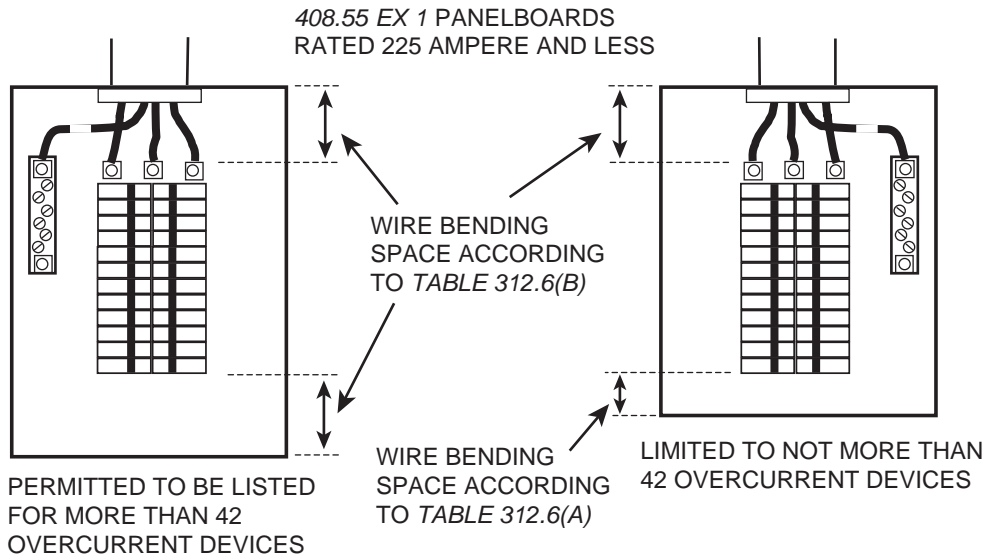 408.55 EX 1 PANELBOARDS
RATED 225 AMPERE AND LESS
WIRE BENDING
SPACE ACCORDING
TO TABLE 312.6(B)
WIRE BENDING
SPACE ACCORDING
TO TABLE 312.6(A)
PERMITTED TO BE LISTED
FOR MORE THAN 42
OVERCURRENT DEVICES
LIMITED TO NOT MORE THAN
42 OVERCURRENT DEVICES